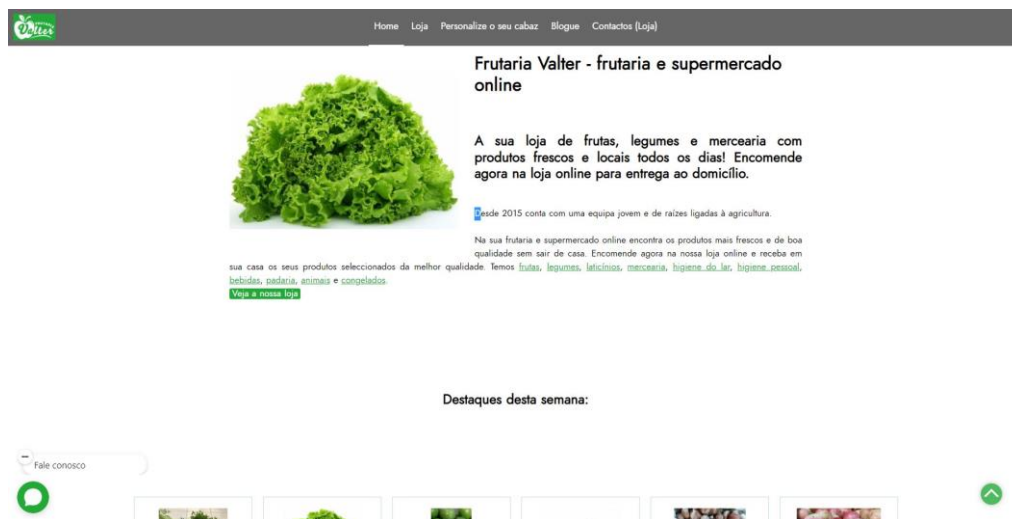 Valter
Home Loja Personalize o seu cabaz Blogue Contactos (Loja)
Frutaria Valter - frutaria e supermercado
online
A sua loja de frutas, legumes e mercearia com
produtos frescos e locais todos os dias! Encomende
agora na loja online para entrega ao domicílio.
Desde 2015 conta com uma equipa jovem e de raízes ligadas à agricultura.
Na sua frutaria e supermercado online encontra os produtos mais frescos e de boa
qualidade sem sair de casa. Encomende agora na nossa loja online e receba em
sua casa os seus produtos seleccionados da melhor qualidade. Temos frutas, legumes, laticínios, mercearia, higiene do lar, higiene pessoal,
bebidas, padaria, animais e congelados.
Veja a nossa loja
Destaques desta semana:
Fale conosco